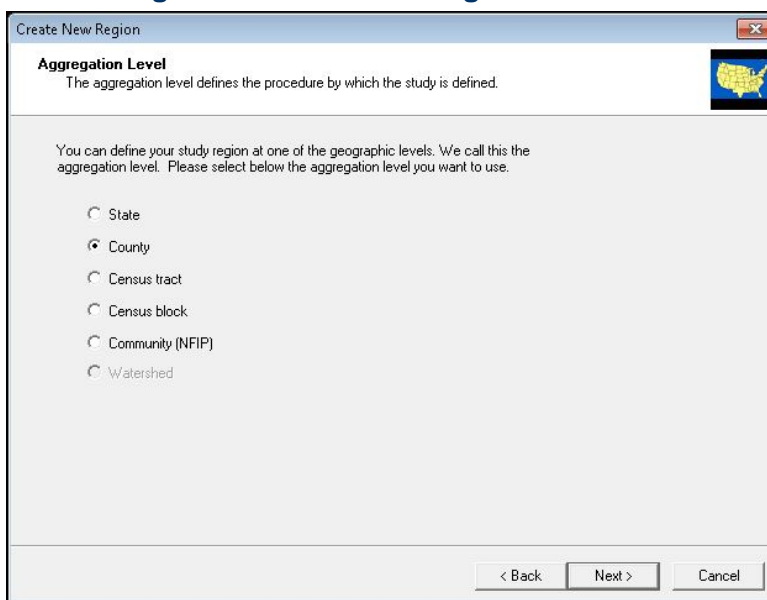 Create New Region
Aggregation Level
The aggregation level defines the procedure by which the study is defined.
You can define your study region at one of the geographic levels. We call this the
aggregation level. Please select below the aggregation level you want to use.
State
County
Census tract
Census block
Community (NFIP)
Watershed
< Back
Next >
Cancel